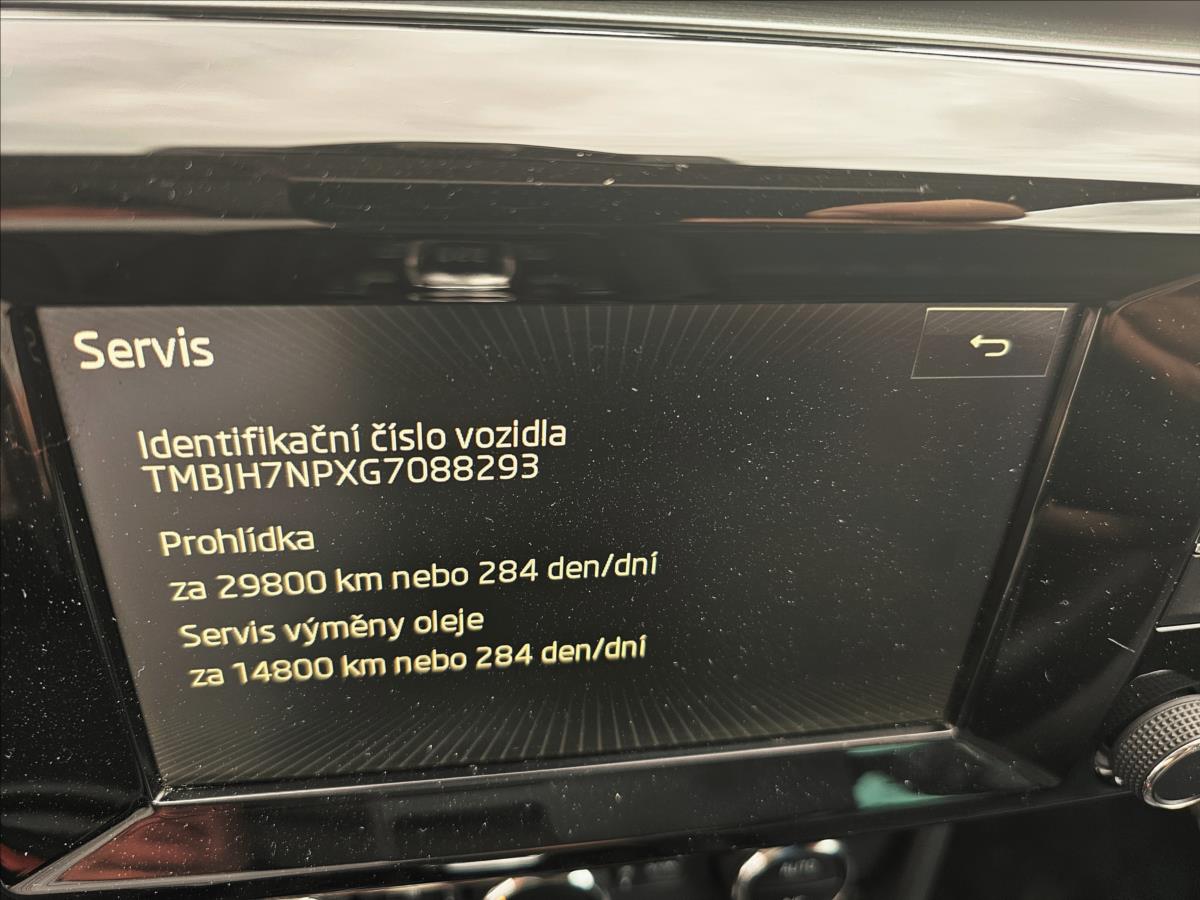 Servis
Identifikační číslo vozidla
TMBJH7NPXG7088293
Prohlídka
za 29800 km nebo 284 den/dní
Servis výměny oleje
za 14800 km nebo 284 den/dní
AUTO